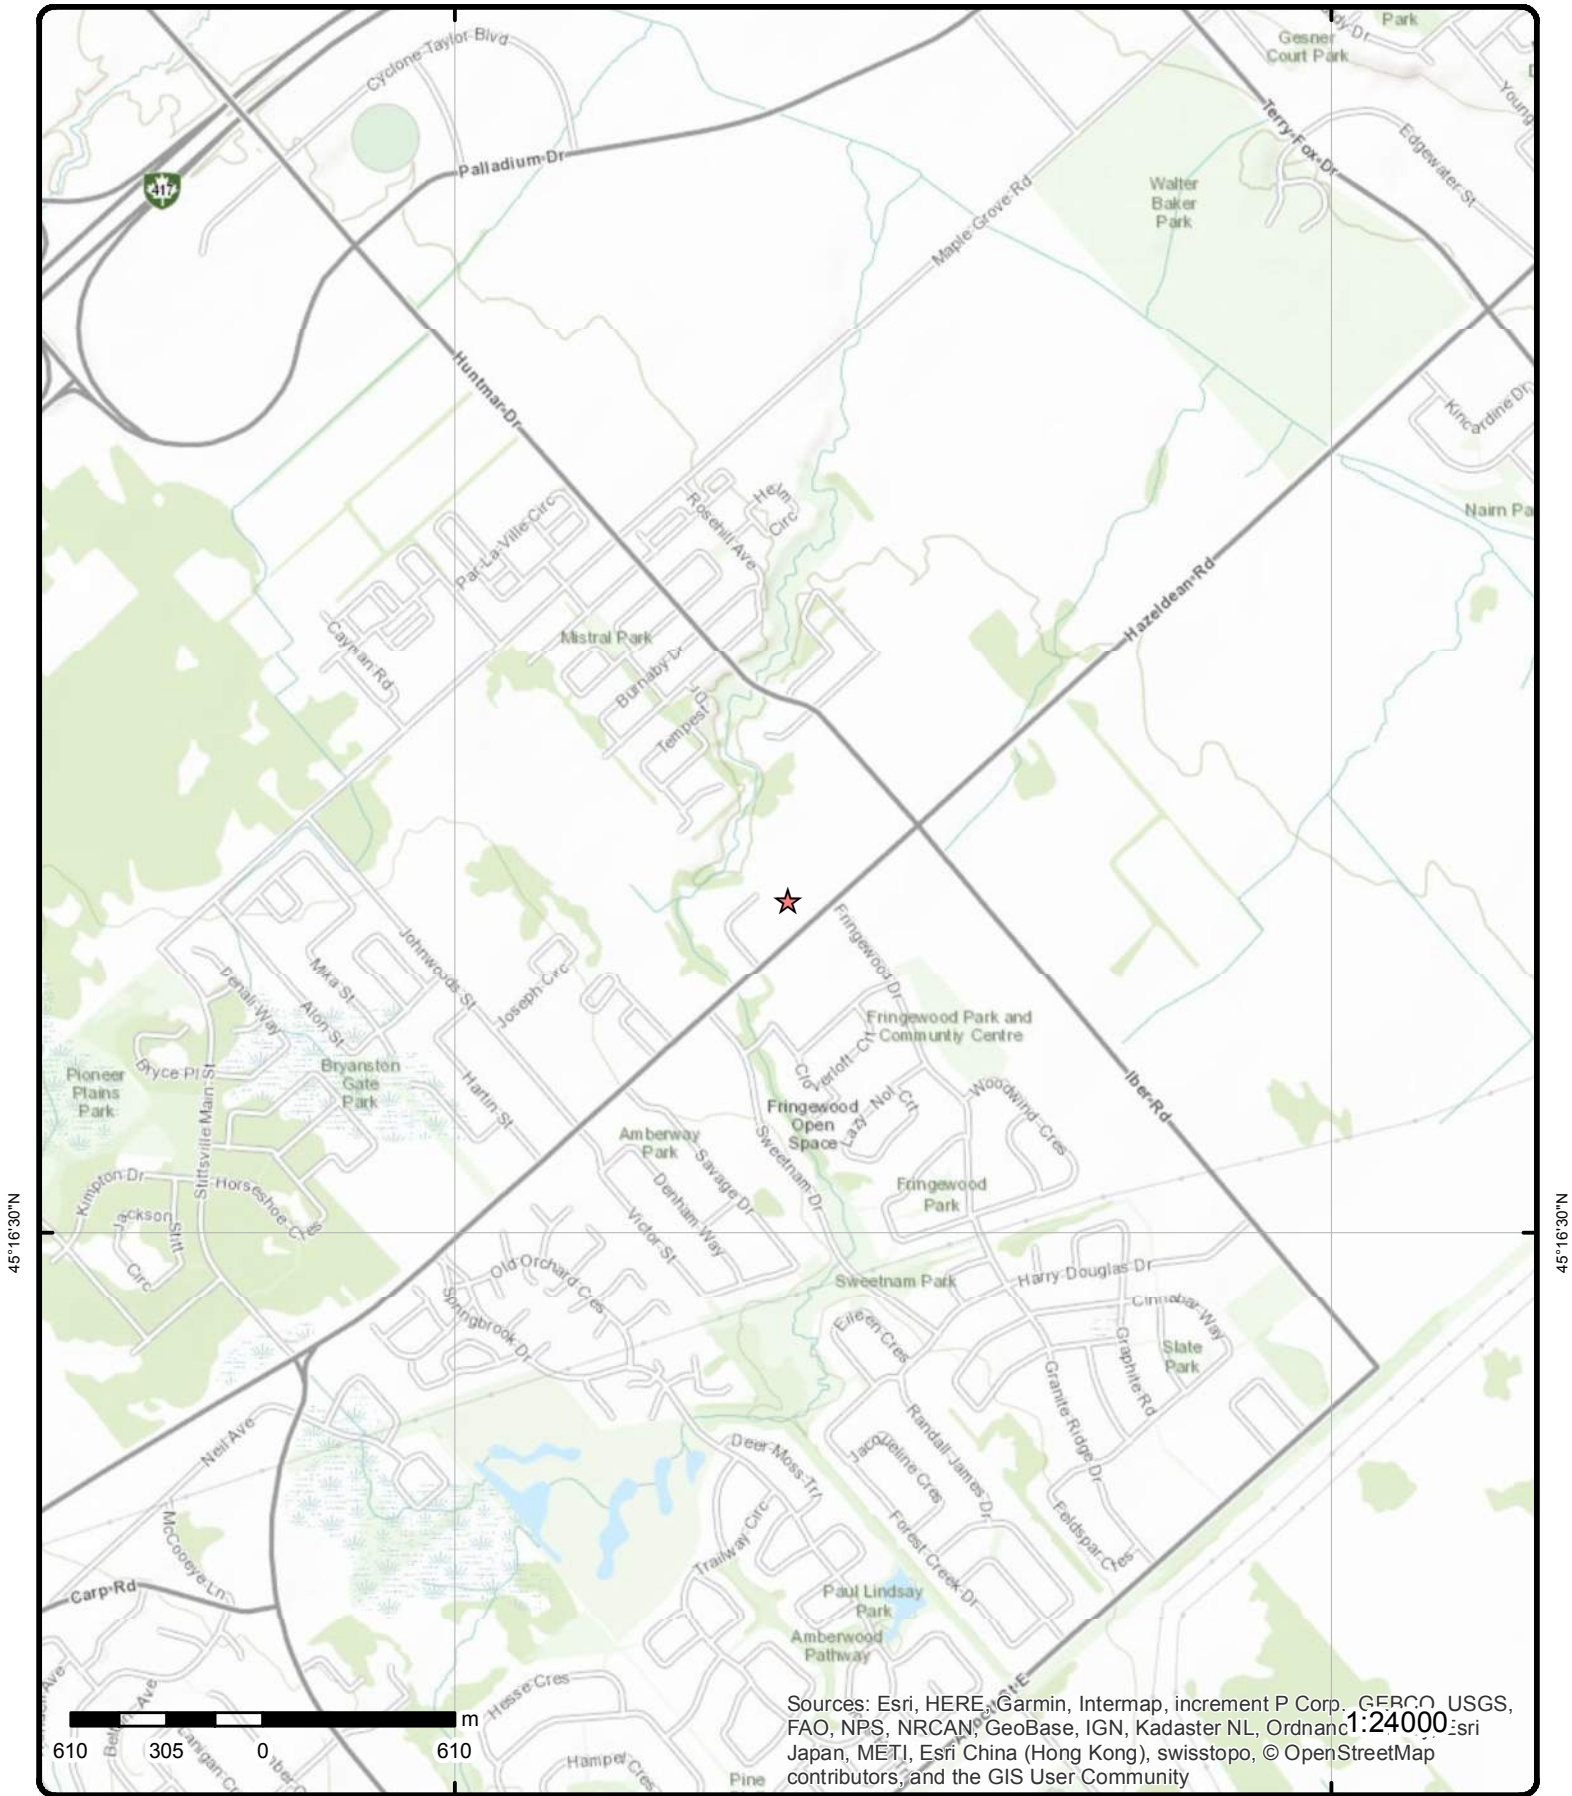 Cyclone Taylor Blvd
Park
Gesner
Court Park
Palladium Dr
417
Terry Fox Dr
Edgewater St
Young
Walter
Baker
Park
Maple Grove Rd
Huntmar Dr
Kincardine Dr
Nairn Pa
Helm
Circ
Rosehill Ave
Par-La-Ville Circ
Hazeldean Rd
Mistral Park
Cayman Rd
Burnaby Dr
Tempest
Fringewood Dr
Johnwoods St
Joseph Circ
Mika St
Denali Way
Alon St
Fringewood Park and
Communtiy Centre
Bryce Pl
Pioneer
Plains
Park
Bryanston
Gate
Park
Hartin St
Cloverloft Crt
Lazy Nol Crt
Woodwind Cres
Iber Rd
Fringewood
Open
Space
Amberway
Park
Sweetnam Dr
Savage Dr
Stittsville Main St
Kimpton Dr
Horseshoe Cres
Denham Way
Fringewood
Park
Jackson Stitt
Circ
Victor St
45°16'30"N
45°16'30"N
Old Orchard Cres
Sweetnam Park
Harry Douglas Dr
Cinnabar Way
Springbrook Dr
Eileen Cres
Graphite Rd
Slate
Park
Granite Ridge Dr
Neil Ave
Randall James Dr
Jacqueline Cres
Deer Moss Trl
McCooeye Ln
Trailway Circ
Forest Creek Dr
Feldspar Cres
Carp Rd
Paul Lindsay
Park
Amberwood
Pathway
Hesse Cres
Hampel Cres
Pine
m
610 305 0 610
Sources: Esri, HERE, Garmin, Intermap, increment P Corp., GEBCO, USGS,
FAO, NPS, NRCAN, GeoBase, IGN, Kadaster NL, Ordnanc Esri
1:24000
Japan, METI, Esri China (Hong Kong), swisstopo, © OpenStreetMap
contributors, and the GIS User Community